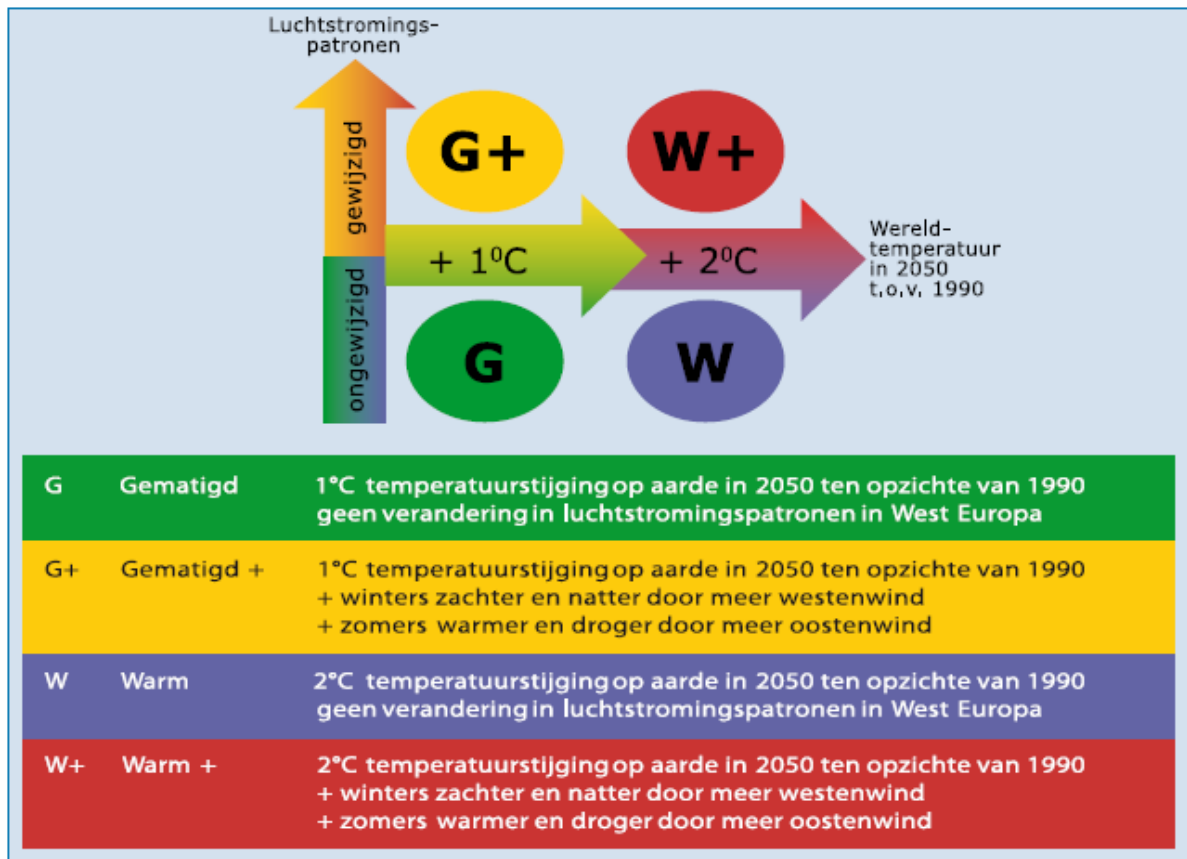 Luchtstromings-
patronen
gewijzigd
ongewijzigd
G+
W+
+ 1⁰C
+ 2⁰C
Wereld-
temperatuur
in 2050
t.o.v. 1990
G
W
G Gematigd 1°C temperatuurstijging op aarde in 2050 ten opzichte van 1990
geen verandering in luchtstromingspatronen in West Europa
G+ Gematigd + 1°C temperatuurstijging op aarde in 2050 ten opzichte van 1990
+ winters zachter en natter door meer westenwind
+ zomers warmer en droger door meer oostenwind
W Warm 2°C temperatuurstijging op aarde in 2050 ten opzichte van 1990
geen verandering in luchtstromingspatronen in West Europa
W+ Warm + 2°C temperatuurstijging op aarde in 2050 ten opzichte van 1990
+ winters zachter en natter door meer westenwind
+ zomers warmer en droger door meer oostenwind